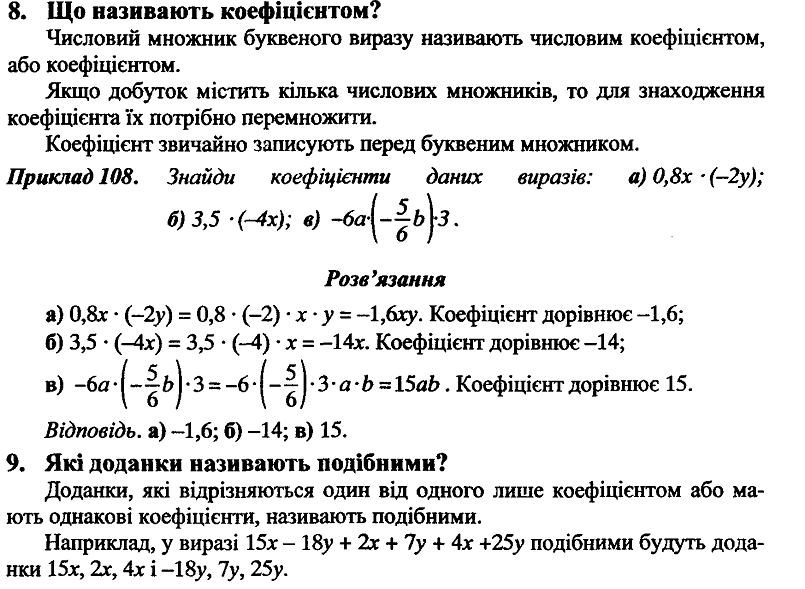 8. Що називають коефіцієнтом?
Числовий множник буквеного виразу називають числовим коефіцієнтом,
або коефіцієнтом.
Якщо добуток містить кілька числових множників, то для знаходження
коефіцієнта їх потрібно перемножити.
Коефіцієнт звичайно записують перед буквеним множником.
Приклад 108. Знайди коефіцієнти даних виразів: а) 0,8x · (–2y);
б) 3,5 · (–4x); в) –6a·(–5/6 b)·3.
Розв’язання
а) 0,8x · (–2y) = 0,8 · (–2) · x · y = –1,6xy. Коефіцієнт дорівнює –1,6;
б) 3,5 · (–4x) = 3,5 · (–4) · x = –14x. Коефіцієнт дорівнює –14;
в) –6a·(–5/6 b)·3 = –6·(–5/6)·3·a·b = 15ab. Коефіцієнт дорівнює 15.
Відповідь. а) –1,6; б) –14; в) 15.
9. Які доданки називають подібними?
Доданки, які відрізняються один від одного лише коефіцієнтом або ма-
ють однакові коефіцієнти, називають подібними.
Наприклад, у виразі 15x – 18y + 2x + 7y + 4x +25y подібними будуть дода-
нки 15x, 2x, 4x і –18y, 7y, 25y.